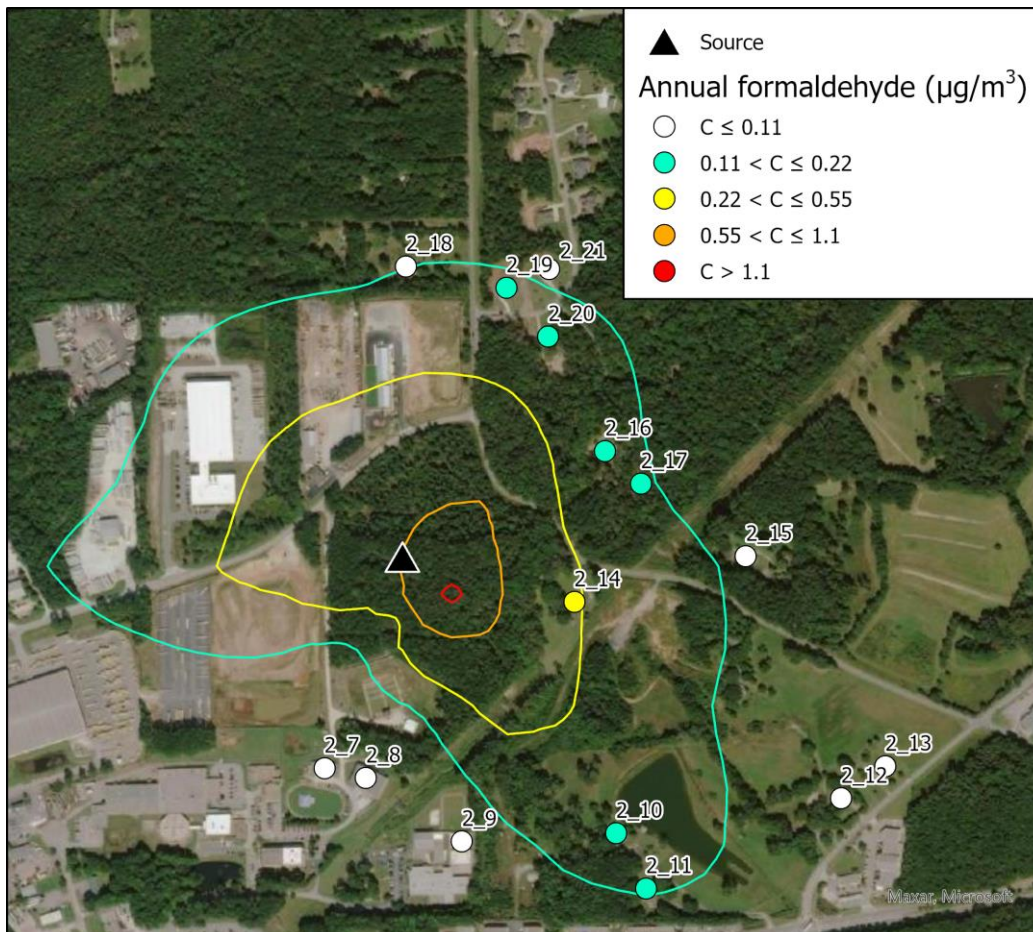 Source
Annual formaldehyde (µg/m³)
C ≤ 0.11
0.11 < C ≤ 0.22
0.22 < C ≤ 0.55
0.55 < C ≤ 1.1
C > 1.1
2_18
2_21
2_19
2_20
2_16
2_17
2_15
2_14
2_13
2_7
2_8
2_12
2_9
2_10
2_11
Maxar, Microsoft